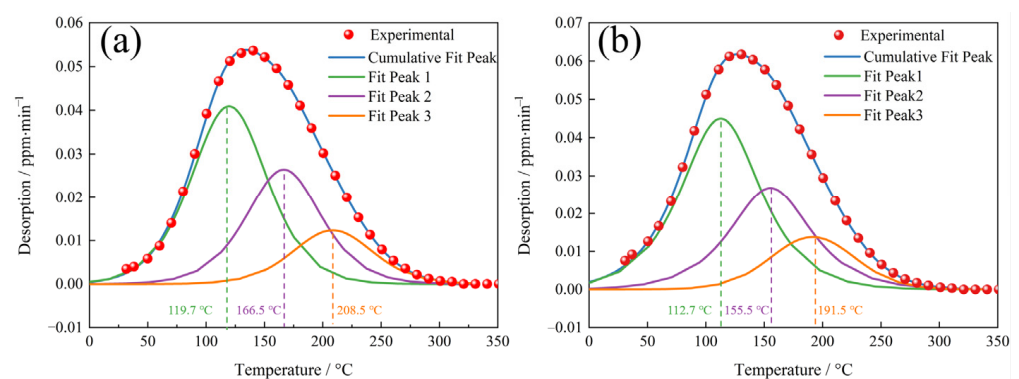 (a)
Experimental
Cumulative Fit Peak
Fit Peak 1
Fit Peak 2
Fit Peak 3
Desorption / ppm·min⁻¹
0.06
0.05
0.04
0.03
0.02
0.01
0.00
−0.01
119.7 ℃
166.5 ℃
208.5 ℃
0 50 100 150 200 250 300 350
Temperature / °C
(b)
Experimental
Cumulative Fit Peak
Fit Peak1
Fit Peak2
Fit Peak3
Desorption / ppm·min⁻¹
0.07
0.06
0.05
0.04
0.03
0.02
0.01
0.00
−0.01
112.7 ℃
155.5 ℃
191.5 ℃
0 50 100 150 200 250 300 350
Temperature / °C